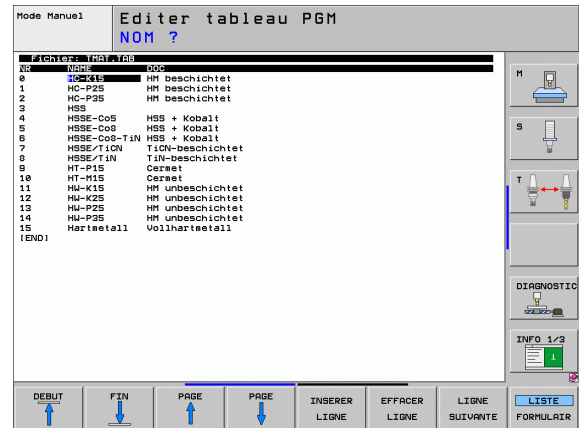 Mode Manuel
Editer tableau PGM
NOM ?
Fichier: TMAT.TAB
NR NAME DOC
0 HC-K15 HM beschichtet
1 HC-P25 HM beschichtet
2 HC-P35 HM beschichtet
3 HSS
4 HSSE-Co5 HSS + Kobalt
5 HSSE-Co8 HSS + Kobalt
6 HSSE-Co8-TiN HSS + Kobalt
7 HSSE/TiCN TiCN-beschichtet
8 HSSE/TiN TiN-beschichtet
9 HT-P15 Cermet
10 HT-M15 Cermet
11 HW-K15 HM unbeschichtet
12 HW-K25 HM unbeschichtet
13 HW-P25 HM unbeschichtet
14 HW-P35 HM unbeschichtet
15 Hartmetall Vollhartmetall
[END]
M
S
T
DIAGNOSTIC
INFO 1/3
i
DEBUT
FIN
PAGE
PAGE
INSERER
LIGNE
EFFACER
LIGNE
LIGNE
SUIVANTE
LISTE
FORMULAIR